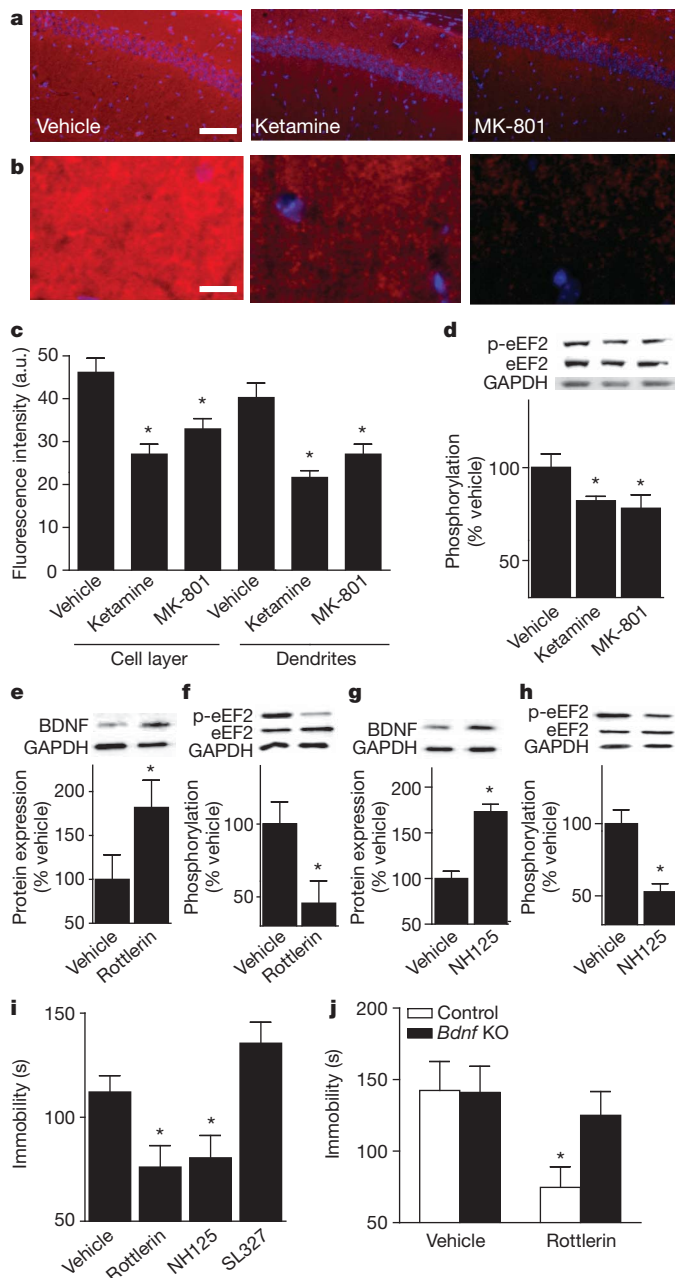 a
Vehicle
Ketamine
MK-801
b
c
Fluorescence intensity (a.u.)
50
40
30
20
10
0
*
*
*
*
Vehicle
Ketamine
MK-801
Vehicle
Ketamine
MK-801
Cell layer
Dendrites
d
p-eEF2
eEF2
GAPDH
Phosphorylation
(% vehicle)
100
50
*
*
Vehicle
Ketamine
MK-801
e
BDNF
GAPDH
Protein expression
(% vehicle)
200
150
100
50
*
Vehicle
Rottlerin
f
p-eEF2
eEF2
GAPDH
Phosphorylation
(% vehicle)
100
50
*
Vehicle
Rottlerin
g
BDNF
GAPDH
Protein expression
(% vehicle)
200
150
100
50
*
Vehicle
NH125
h
p-eEF2
eEF2
GAPDH
Phosphorylation
(% vehicle)
100
50
*
Vehicle
NH125
i
Immobility (s)
150
100
50
*
*
Vehicle
Rottlerin
NH125
SL327
j
Control
Bdnf KO
Immobility (s)
200
150
100
50
*
Vehicle
Rottlerin